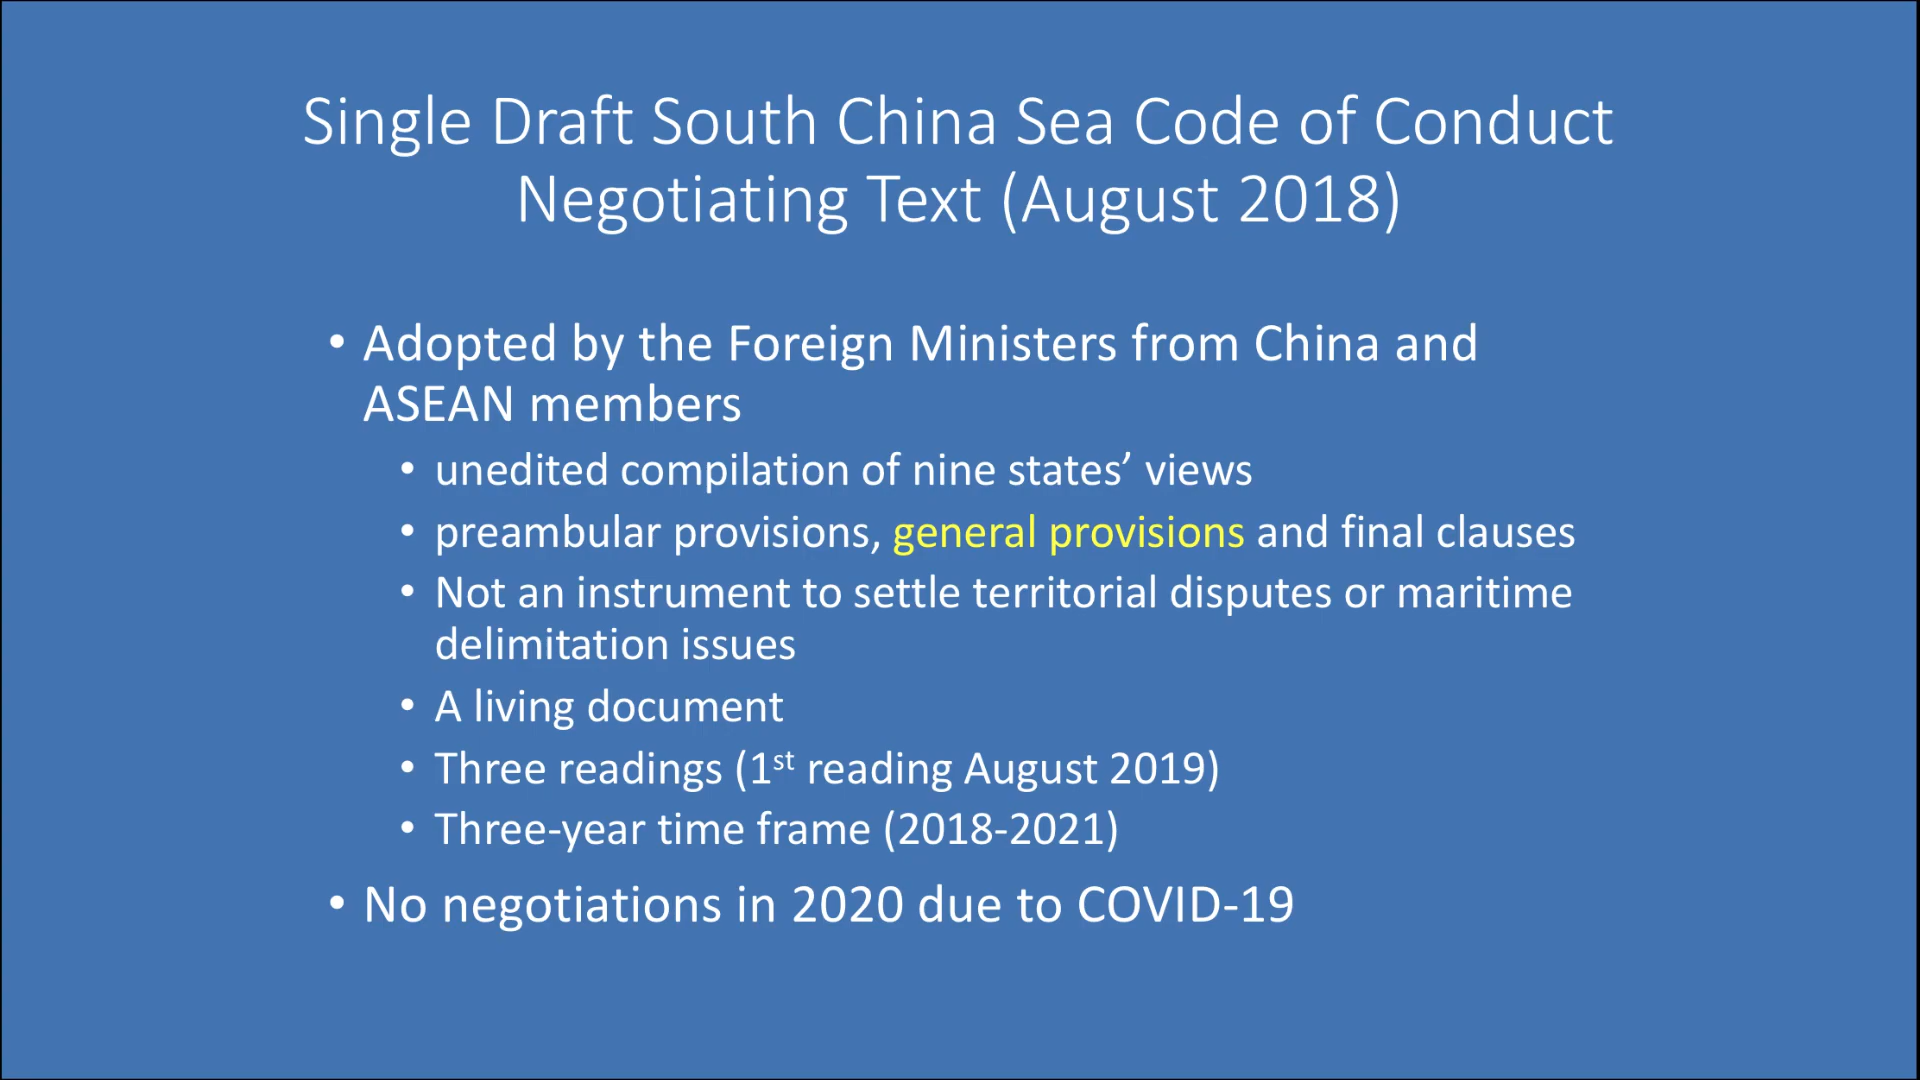 Single Draft South China Sea Code of Conduct
Negotiating Text (August 2018)
• Adopted by the Foreign Ministers from China and
ASEAN members
• unedited compilation of nine states’ views
• preambular provisions, general provisions and final clauses
• Not an instrument to settle territorial disputes or maritime
delimitation issues
• A living document
• Three readings (1st reading August 2019)
• Three-year time frame (2018-2021)
• No negotiations in 2020 due to COVID-19